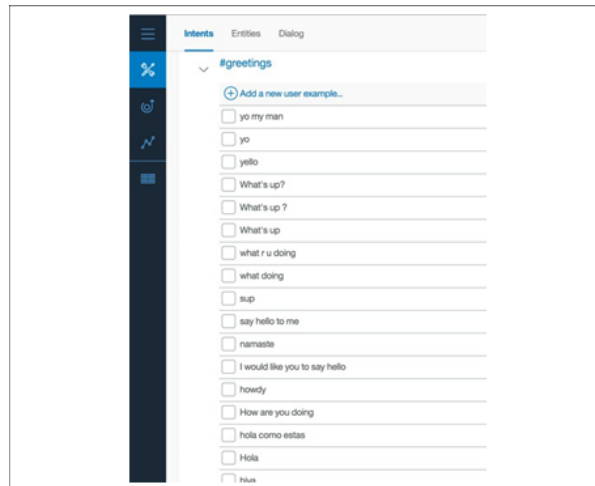 Intents Entities Dialog
#greetings
Add a new user example...
yo my man
yo
yello
What's up?
What's up ?
What's up
what r u doing
what doing
sup
say hello to me
namaste
I would like you to say hello
howdy
How are you doing
hola como estas
Hola
hiya